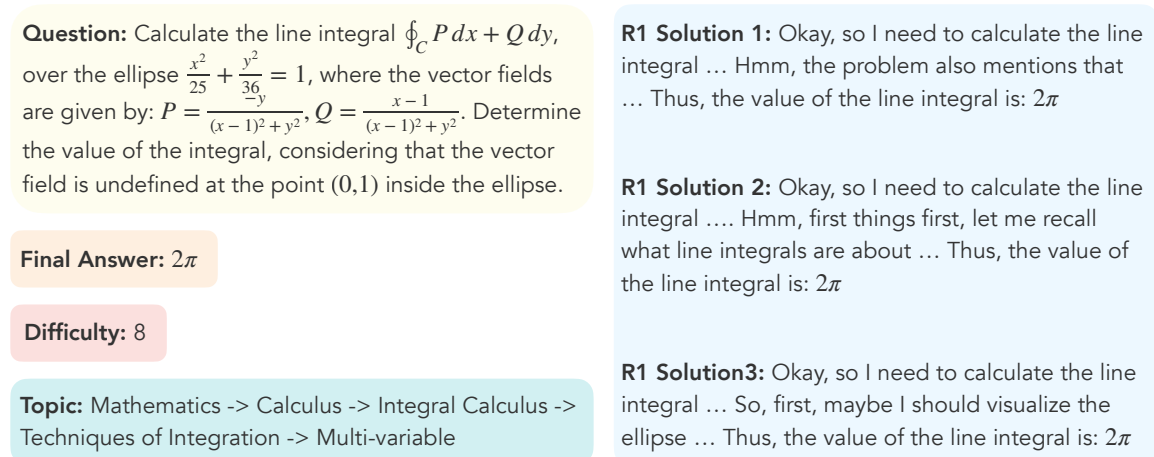 Question: Calculate the line integral ∮_C P dx + Q dy,
over the ellipse x²/25 + y²/36 = 1, where the vector fields
are given by: P = −y/((x − 1)² + y²), Q = (x − 1)/((x − 1)² + y²). Determine
the value of the integral, considering that the vector
field is undefined at the point (0,1) inside the ellipse.
Final Answer: 2π
Difficulty: 8
Topic: Mathematics -> Calculus -> Integral Calculus ->
Techniques of Integration -> Multi-variable
R1 Solution 1: Okay, so I need to calculate the line
integral … Hmm, the problem also mentions that
… Thus, the value of the line integral is: 2π
R1 Solution 2: Okay, so I need to calculate the line
integral …. Hmm, first things first, let me recall
what line integrals are about … Thus, the value of
the line integral is: 2π
R1 Solution3: Okay, so I need to calculate the line
integral … So, first, maybe I should visualize the
ellipse … Thus, the value of the line integral is: 2π